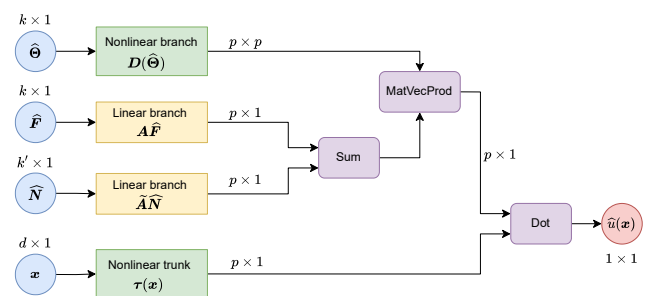 k × 1
Θ̂
Nonlinear branch
D(Θ̂)
p × p
MatVecProd
k × 1
F̂
Linear branch
AF̂
p × 1
Sum
k′ × 1
N̂
Linear branch
ÃN̂
p × 1
p × 1
d × 1
x
Nonlinear trunk
τ(x)
p × 1
Dot
û(x)
1 × 1